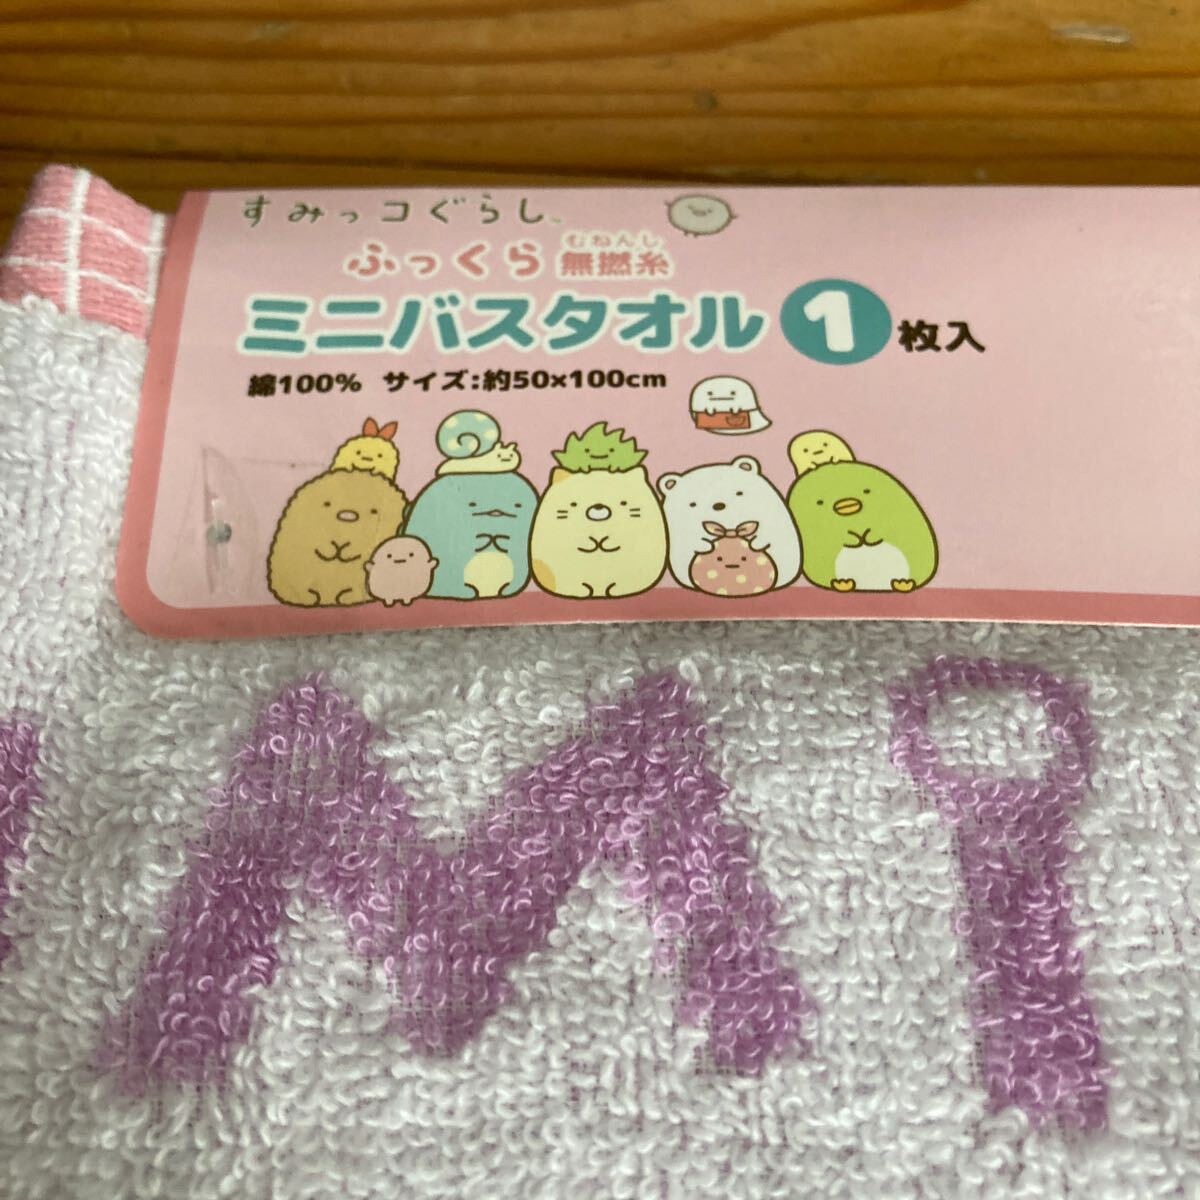 すみっコぐらし
むねんし
ふっくら 無撚糸
ミニバスタオル 1 枚入
綿100% サイズ:約50×100cm
Mi